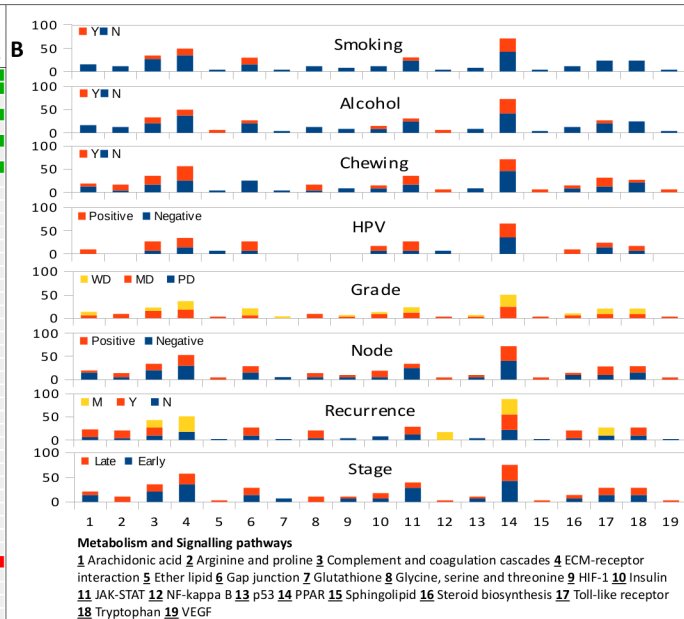 B
100
50
0
Y N
Smoking
100
50
0
Y N
Alcohol
100
50
0
Y N
Chewing
100
50
0
Positive Negative
HPV
100
50
0
WD MD PD
Grade
100
50
0
Positive Negative
Node
100
50
0
M Y N
Recurrence
100
50
0
Late Early
Stage
1 2 3 4 5 6 7 8 9 10 11 12 13 14 15 16 17 18 19
Metabolism and Signalling pathways
1 Arachidonic acid 2 Arginine and proline 3 Complement and coagulation cascades 4 ECM-receptor
interaction 5 Ether lipid 6 Gap junction 7 Glutathione 8 Glycine, serine and threonine 9 HIF-1 10 Insulin
11 JAK-STAT 12 NF-kappa B 13 p53 14 PPAR 15 Sphingolipid 16 Steroid biosynthesis 17 Toll-like receptor
18 Tryptophan 19 VEGF